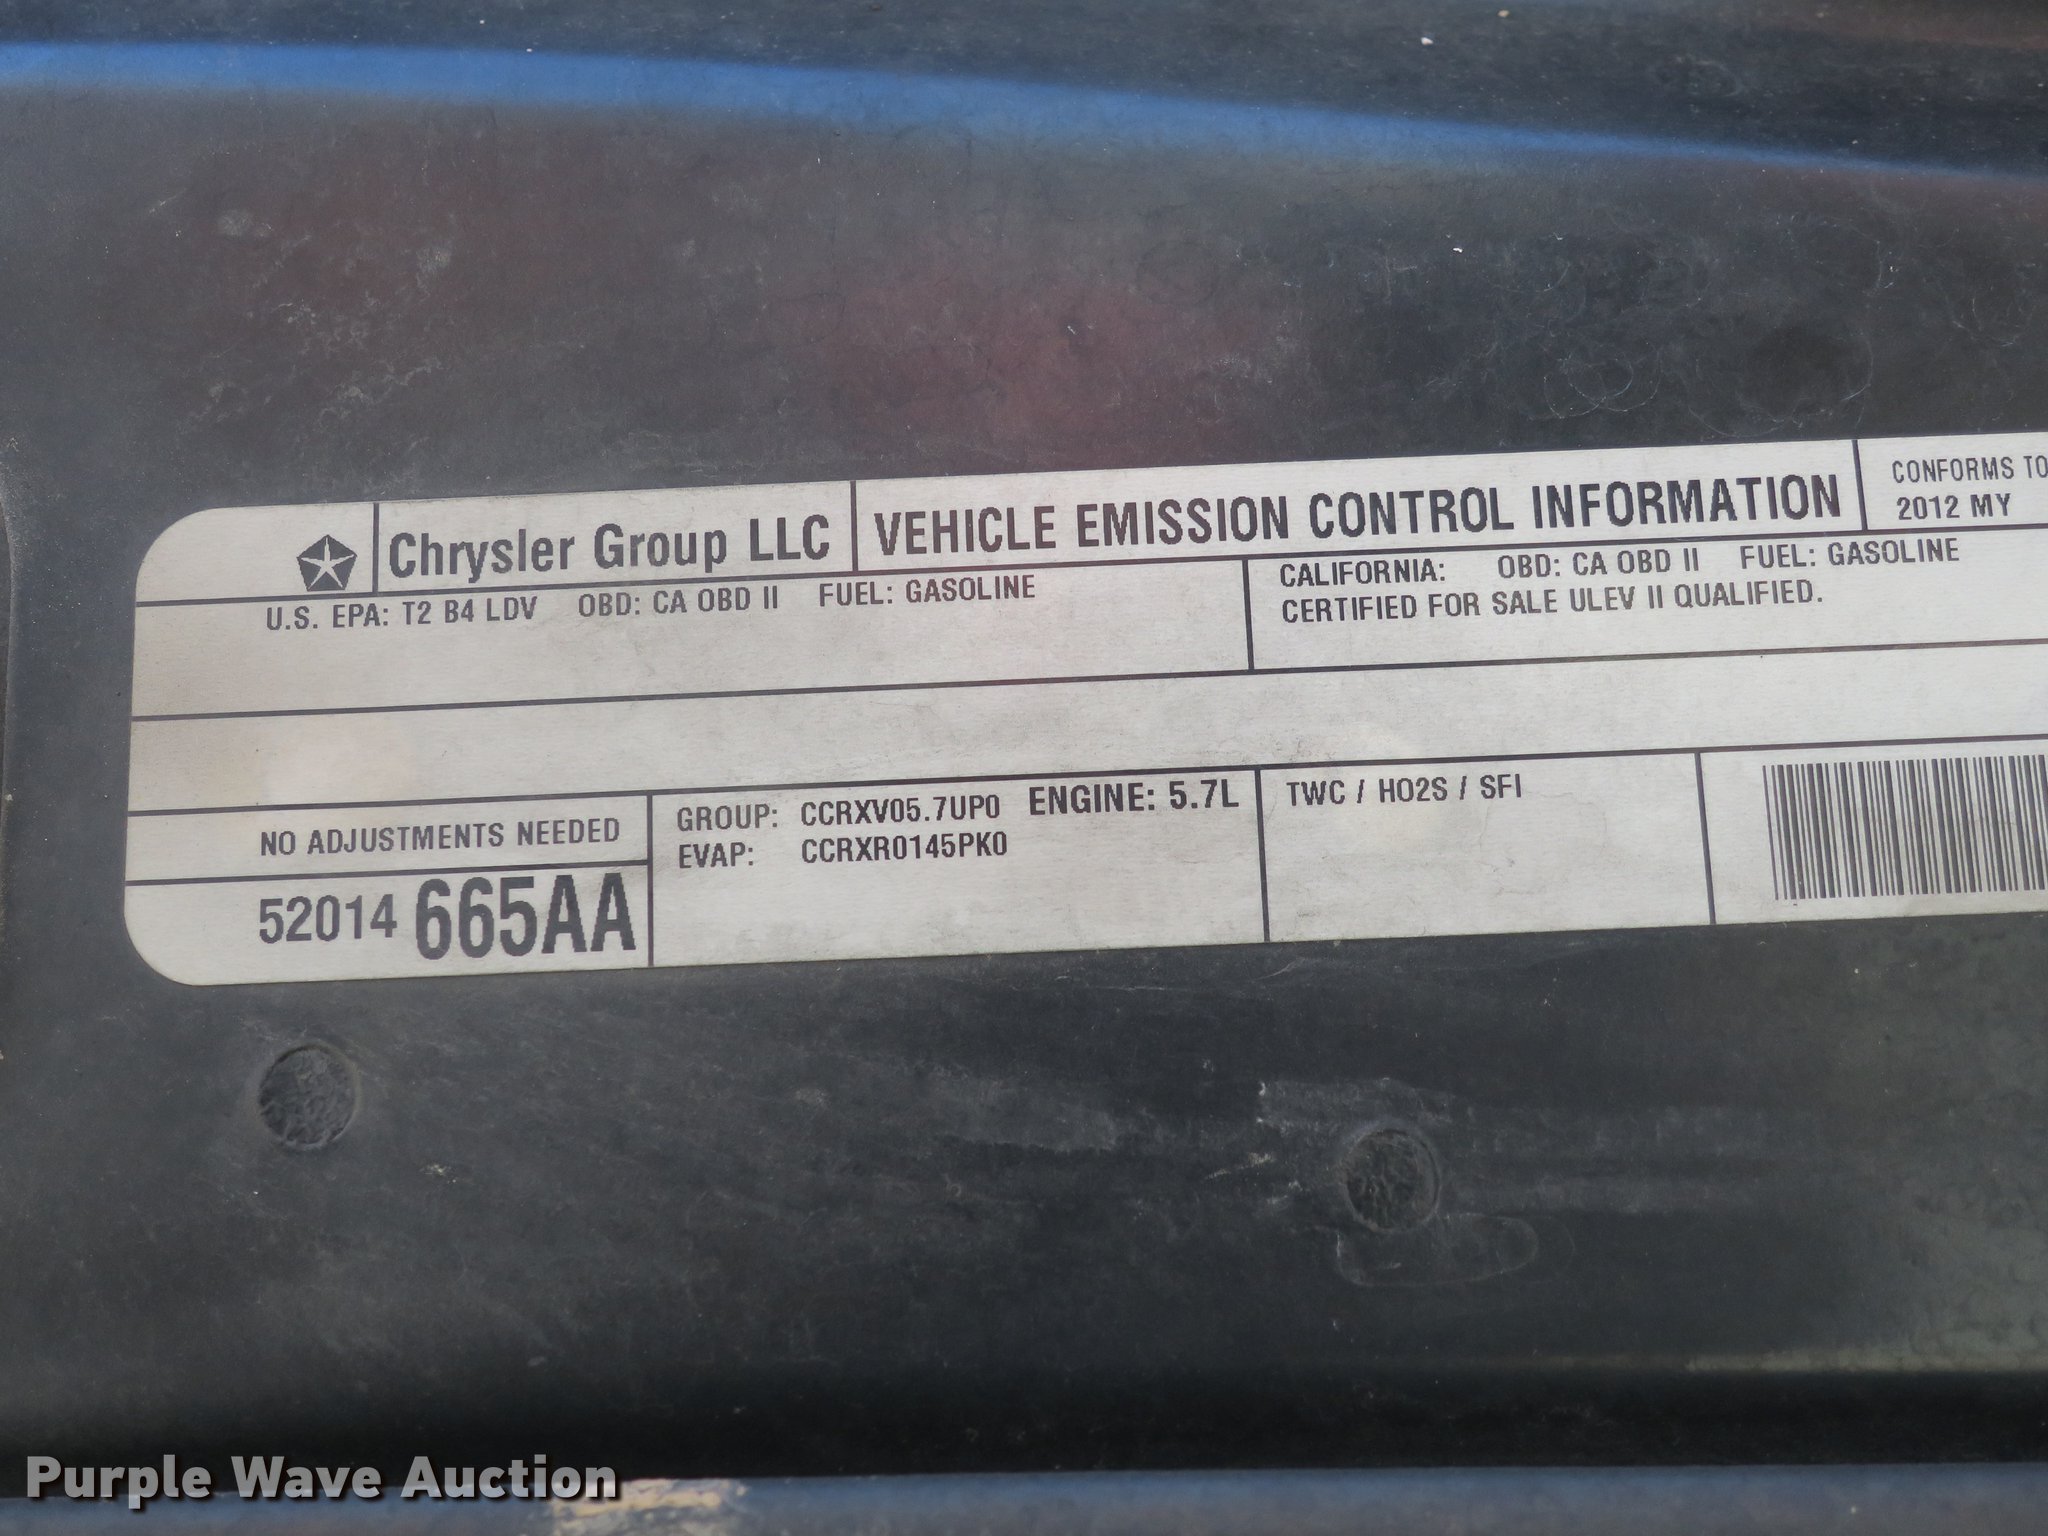 Chrysler Group LLC
VEHICLE EMISSION CONTROL INFORMATION
CONFORMS TO
2012 MY
U.S. EPA: T2 B4 LDV OBD: CA OBD II FUEL: GASOLINE
CALIFORNIA: OBD: CA OBD II FUEL: GASOLINE
CERTIFIED FOR SALE ULEV II QUALIFIED.
NO ADJUSTMENTS NEEDED
52014 665AA
GROUP: CCRXV05.7UP0 ENGINE: 5.7L
EVAP: CCRXR0145PK0
TWC / HO2S / SFI
Purple Wave Auction